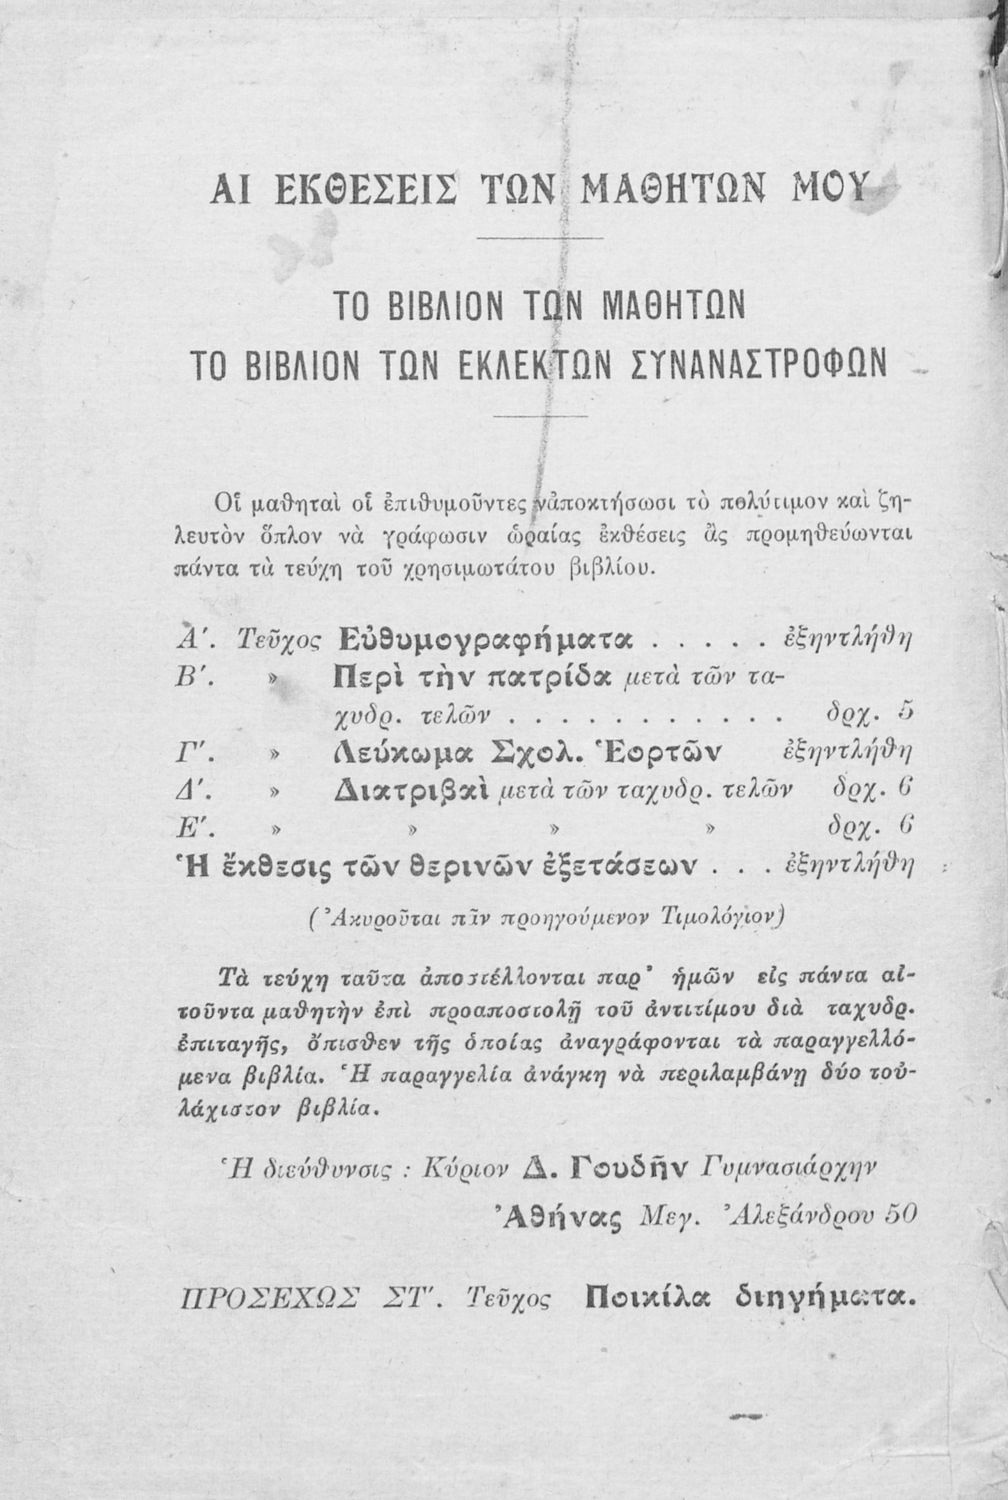 ΑΙ ΕΚΘΕΣΕΙΣ ΤΩΝ ΜΑΘΗΤΩΝ ΜΟΥ
ΤΟ ΒΙΒΛΙΟΝ ΤΩΝ ΜΑΘΗΤΩΝ
ΤΟ ΒΙΒΛΙΟΝ ΤΩΝ ΕΚΛΕΚΤΩΝ ΣΥΝΑΝΑΣΤΡΟΦΩΝ
Οἱ μαθηταὶ οἱ ἐπιθυμοῦντες νἀποκτήσωσι τὸ πολύτιμον καὶ ζη-
λευτὸν ὅπλον νὰ γράφωσιν ὡραίας ἐκθέσεις ἂς προμηθεύωνται
πάντα τὰ τεύχη τοῦ χρησιμωτάτου βιβλίου.
Α΄. Τεῦχος Εὐθυμογραφήματα . . . . . ἐξηντλήθη
Β΄. » Περὶ τὴν πατρίδα μετὰ τῶν τα-
χυδρ. τελῶν . . . . . . . . . . . . δρχ. 5
Γ΄. » Λεύκωμα Σχολ. Ἑορτῶν ἐξηντλήθη
Δ΄. » Διατριβαὶ μετὰ τῶν ταχυδρ. τελῶν δρχ. 6
Ε΄. » » » » δρχ. 6
Ἡ ἔκθεσις τῶν θερινῶν ἐξετάσεων . . . ἐξηντλήθη
(Ἀκυροῦται πᾶν προηγούμενον Τιμολόγιον)
Τὰ τεύχη ταῦτα ἀποστέλλονται παρ' ἡμῶν εἰς πάντα αἰ-
τοῦντα μαθητὴν ἐπὶ προαποστολῇ τοῦ ἀντιτίμου διὰ ταχυδρ.
ἐπιταγῆς, ὄπισθεν τῆς ὁποίας ἀναγράφονται τὰ παραγγελλό-
μενα βιβλία. Ἡ παραγγελία ἀνάγκη νὰ περιλαμβάνῃ δύο τοὐ-
λάχιστον βιβλία.
Ἡ διεύθυνσις : Κύριον Δ. Γουδῆν Γυμνασιάρχην
Ἀθήνας Μεγ. Ἀλεξάνδρου 50
ΠΡΟΣΕΧΩΣ ΣΤ΄. Τεῦχος Ποικίλα διηγήματα.